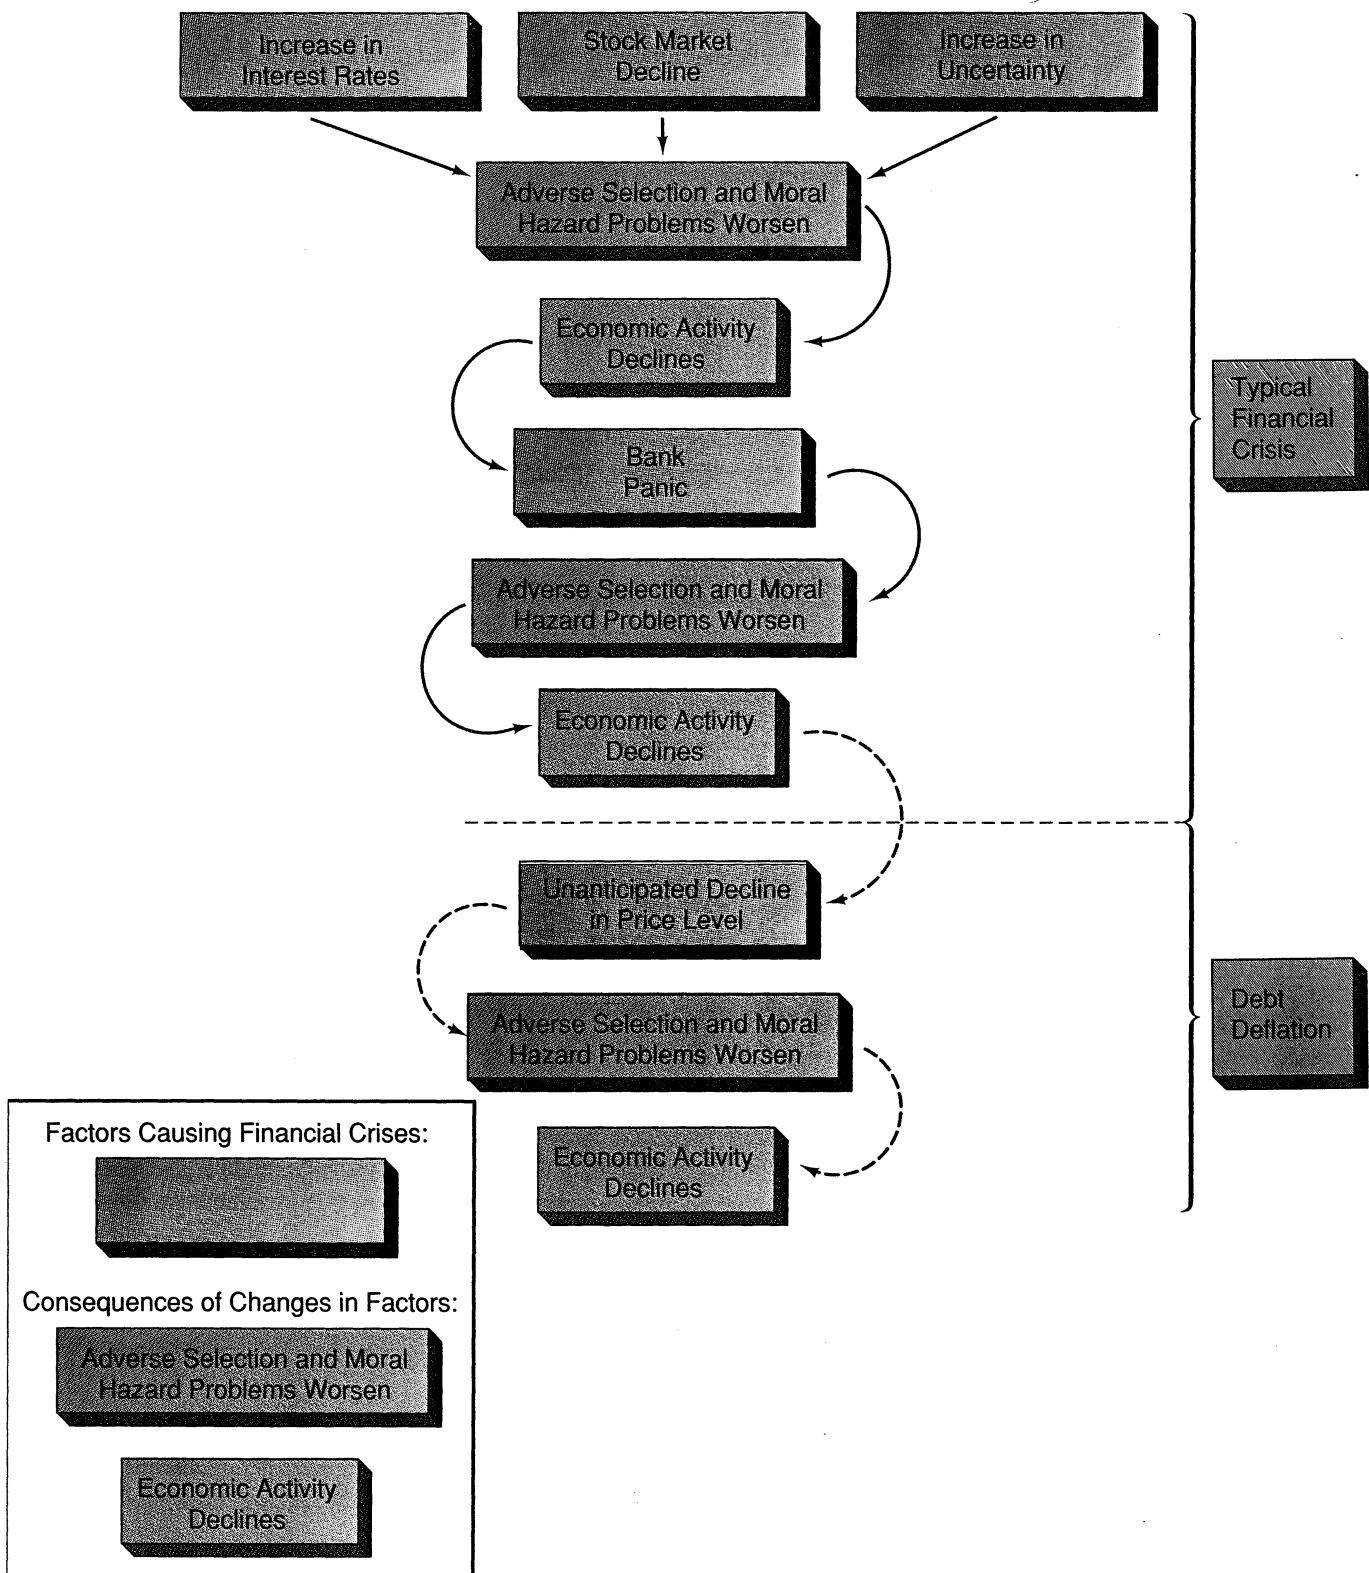 Increase in
Interest Rates
Stock Market
Decline
Increase in
Uncertainty
Adverse Selection and Moral
Hazard Problems Worsen
Economic Activity
Declines
Bank
Panic
Adverse Selection and Moral
Hazard Problems Worsen
Economic Activity
Declines
Typical
Financial
Crisis
Unanticipated Decline
in Price Level
Adverse Selection and Moral
Hazard Problems Worsen
Economic Activity
Declines
Debt
Deflation
Factors Causing Financial Crises:
Consequences of Changes in Factors:
Adverse Selection and Moral
Hazard Problems Worsen
Economic Activity
Declines